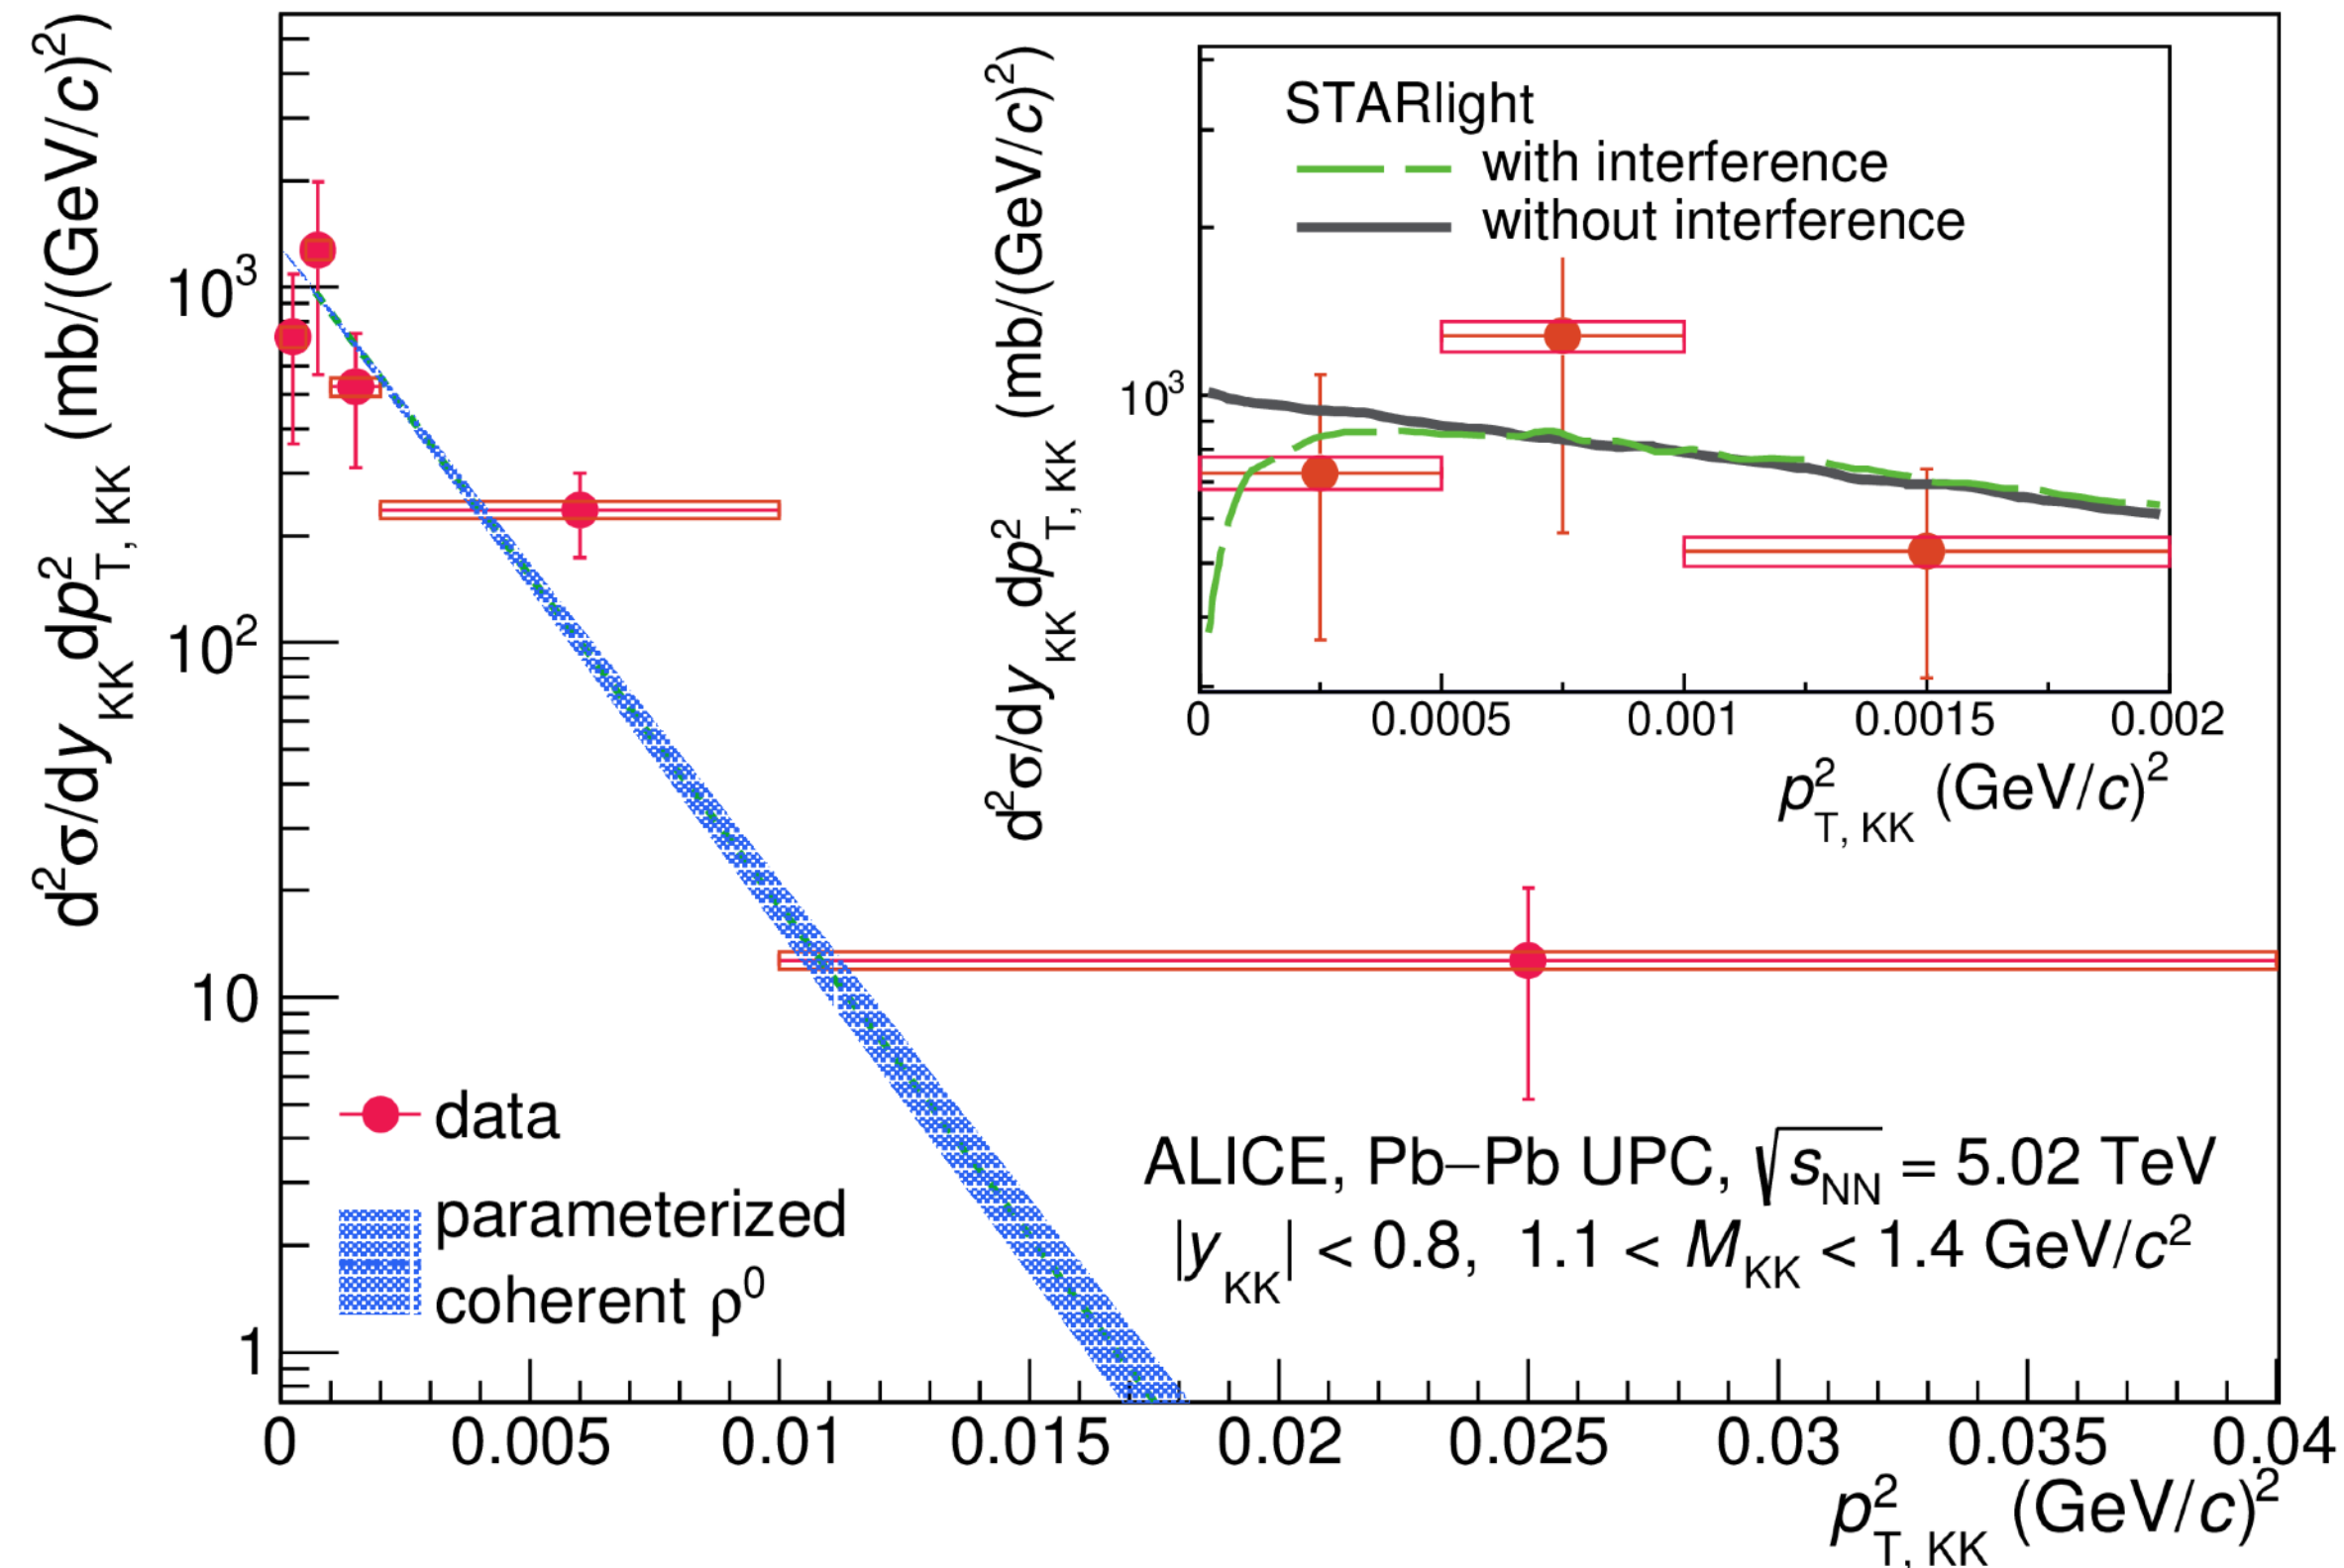 d²σ/dy_KK dp²_T, KK (mb/(GeV/c)²)
10³
10²
10
1
0 0.005 0.01 0.015 0.02 0.025 0.03 0.035 0.04
p²_T, KK (GeV/c)²
data
parameterized
coherent ρ⁰
ALICE, Pb–Pb UPC, √s_NN = 5.02 TeV
|y_KK| < 0.8, 1.1 < M_KK < 1.4 GeV/c²
d²σ/dy_KK dp²_T, KK (mb/(GeV/c)²)
STARlight
with interference
without interference
10³
0 0.0005 0.001 0.0015 0.002
p²_T, KK (GeV/c)²